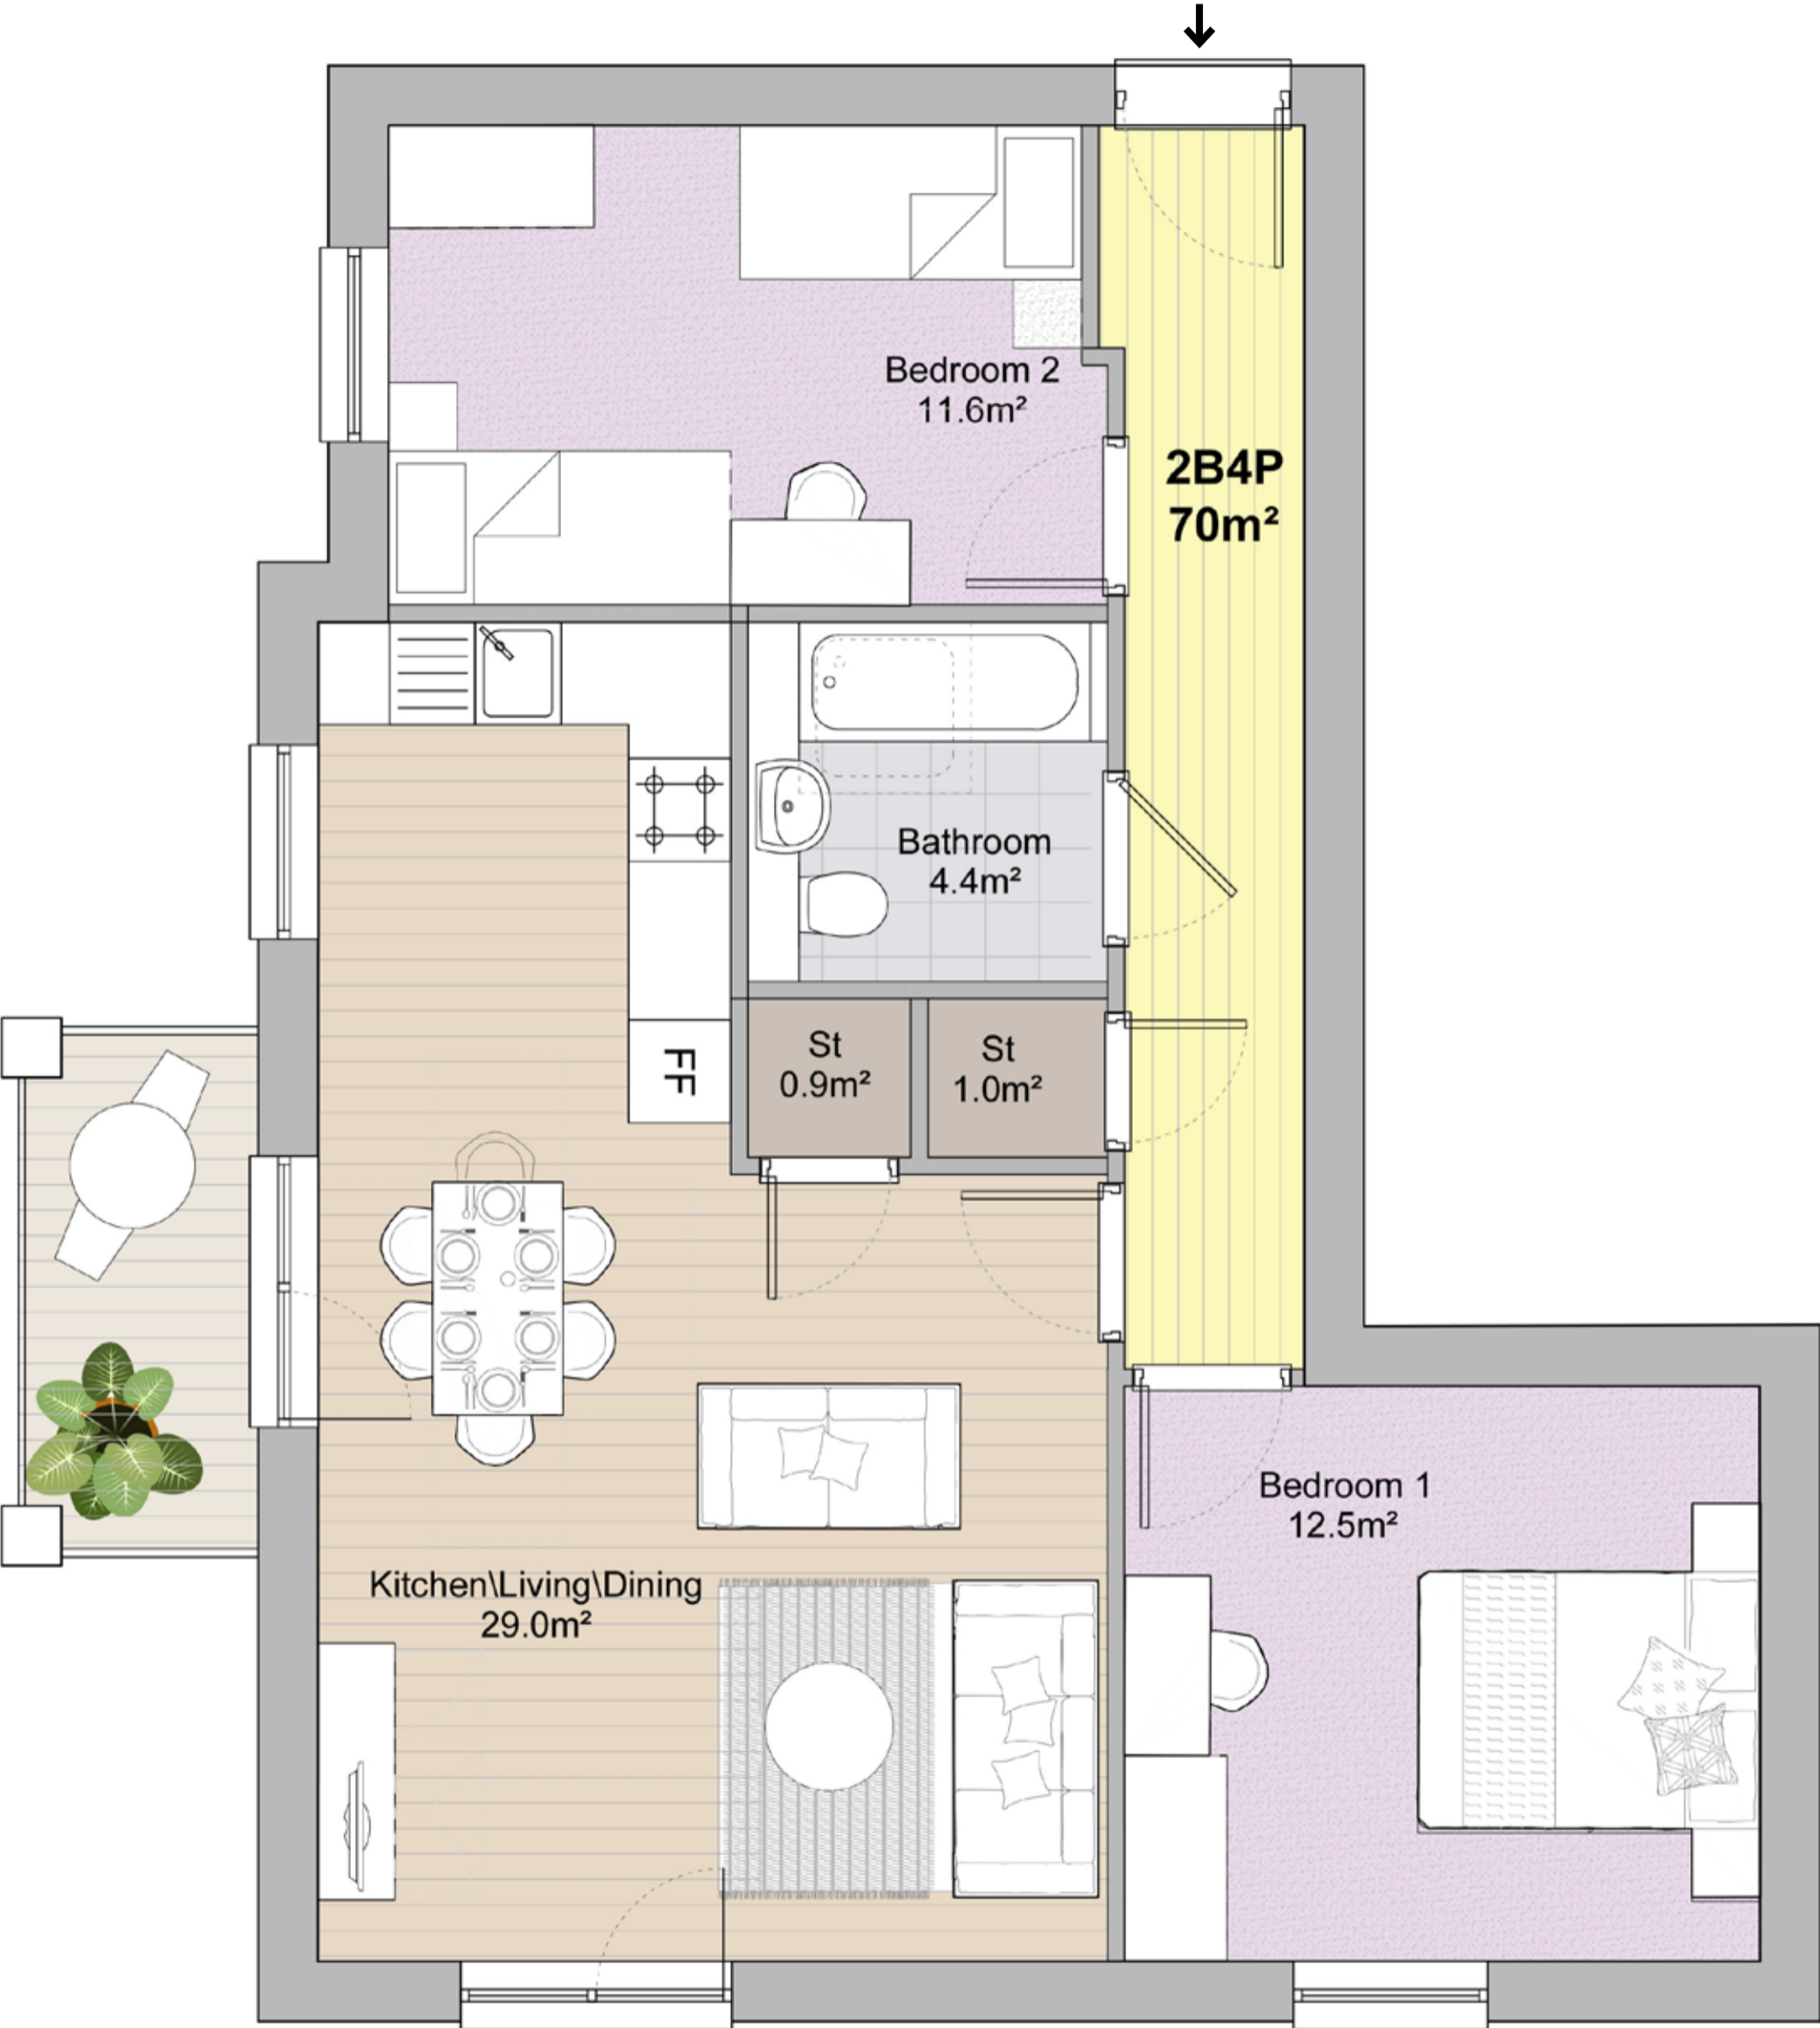 Bedroom 2
11.6m²
2B4P
70m²
Bathroom
4.4m²
St
0.9m²
St
1.0m²
FF
Bedroom 1
12.5m²
Kitchen\Living\Dining
29.0m²